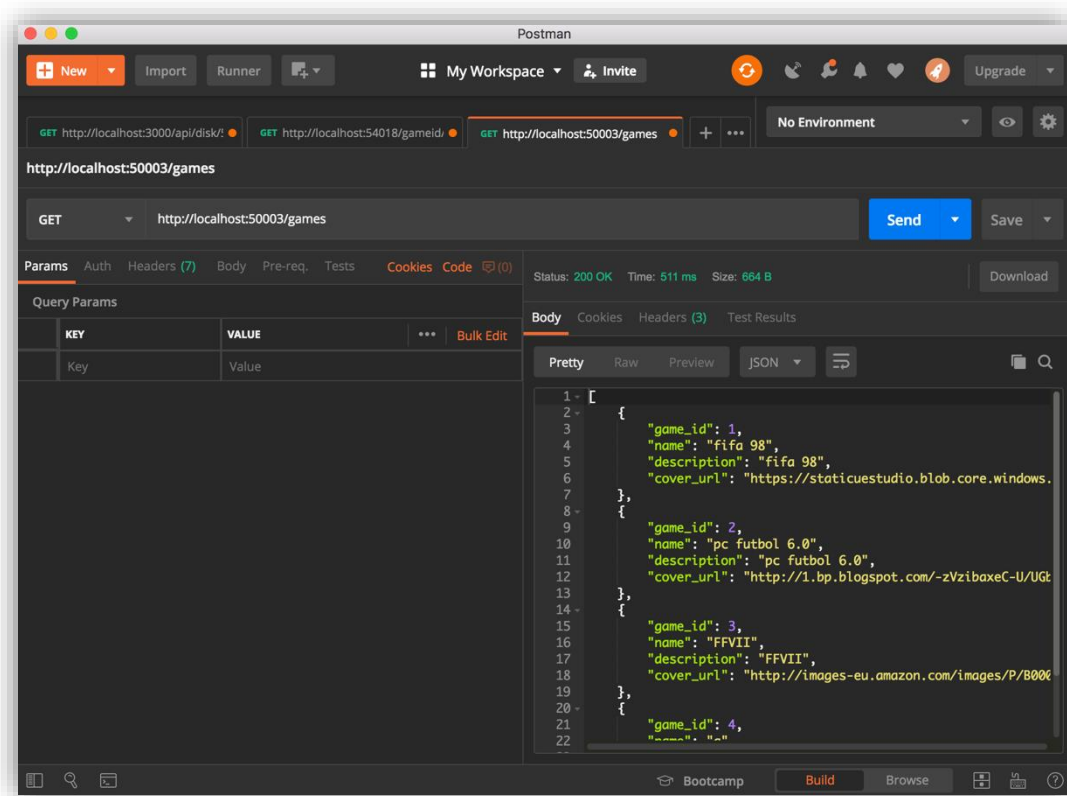 Postman
New Import Runner My Workspace Invite Upgrade
GET http://localhost:3000/api/disk/ GET http://localhost:54018/gameid/ GET http://localhost:50003/games + ••• No Environment
http://localhost:50003/games
GET http://localhost:50003/games Send Save
Params Auth Headers (7) Body Pre-req. Tests Cookies Code (0)
Status: 200 OK Time: 511 ms Size: 664 B Download
Query Params
Body Cookies Headers (3) Test Results
KEY VALUE ••• Bulk Edit
Key Value
Pretty Raw Preview JSON
1 [
2 {
3 "game_id": 1,
4 "name": "fifa 98",
5 "description": "fifa 98",
6 "cover_url": "https://staticuestudio.blob.core.windows.
7 },
8 {
9 "game_id": 2,
10 "name": "pc futbol 6.0",
11 "description": "pc futbol 6.0",
12 "cover_url": "http://1.bp.blogspot.com/-zVzibaxeC-U/UGb
13 },
14 {
15 "game_id": 3,
16 "name": "FFVII",
17 "description": "FFVII",
18 "cover_url": "http://images-eu.amazon.com/images/P/B000
19 },
20 {
21 "game_id": 4,
22 "name":
Bootcamp Build Browse